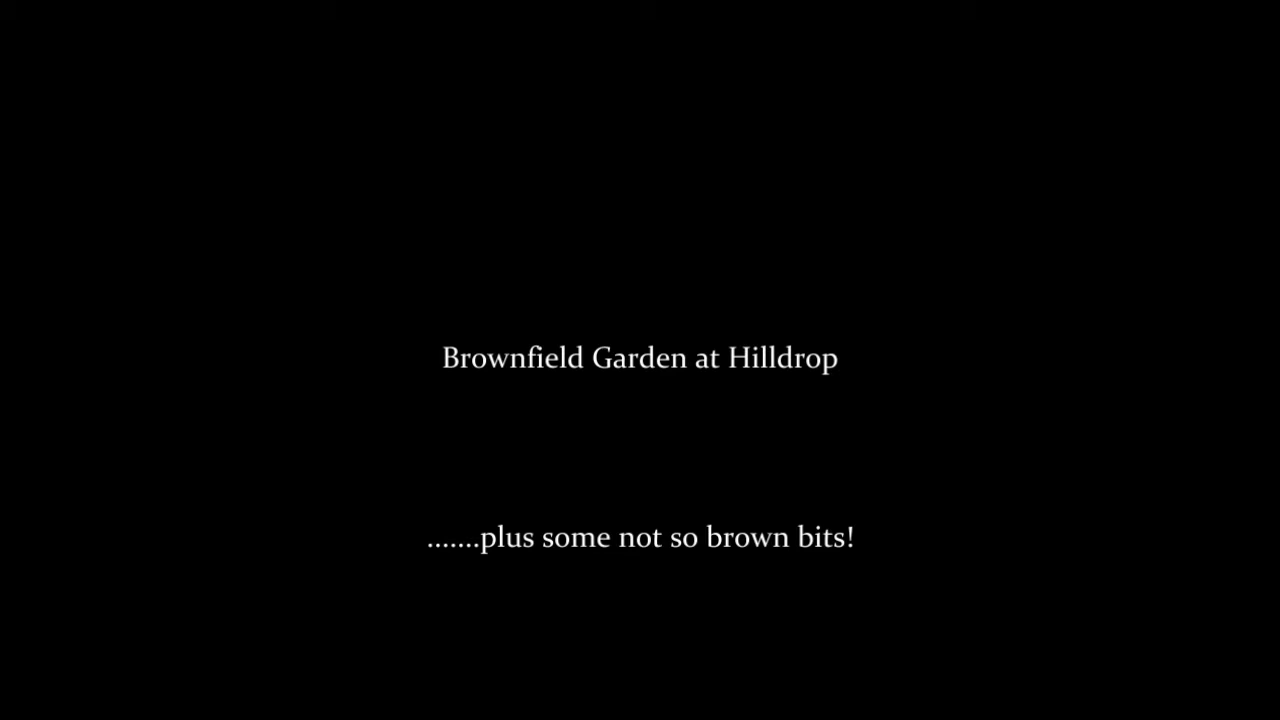 Brownfield Garden at Hilldrop
.......plus some not so brown bits!